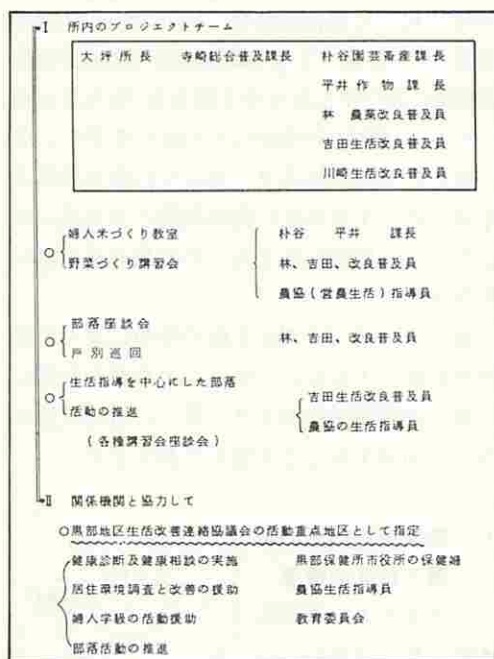 I 所内のプロジェクトチーム
大坪所長 寺崎総合普及課長 朴谷園芸畜産課長
平井作物課長
林 農業改良普及員
吉田生活改良普及員
川崎生活改良普及員
○ 婦人米づくり教室 朴谷 平井 課長
野菜づくり講習会 林、吉田、改良普及員
農協(営農生活)指導員
○ 部落座談会 林、吉田、改良普及員
戸別巡回
○ 生活指導を中心にした部落 吉田生活改良普及員
活動の推進 農協の生活指導員
(各種講習会座談会)
II 関係機関と協力して
○黒部地区生活改善連絡協議会の活動重点地区として指定
健康診断及健康相談の実施 黒部保健所市役所の保健婦
居住環境調査と改善の援助 農協生活指導員
婦人学級の活動援助 教育委員会
部落活動の推進